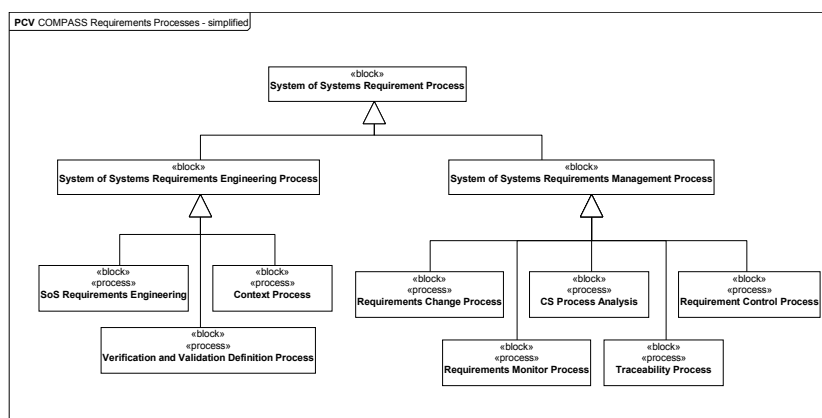 PCV COMPASS Requirements Processes - simplified
«block»
System of Systems Requirement Process
«block»
System of Systems Requirements Engineering Process
«block»
System of Systems Requirements Management Process
«block»
«process»
SoS Requirements Engineering
«block»
«process»
Context Process
«block»
«process»
Verification and Validation Definition Process
«block»
«process»
Requirements Change Process
«block»
«process»
CS Process Analysis
«block»
«process»
Requirement Control Process
«block»
«process»
Requirements Monitor Process
«block»
«process»
Traceability Process